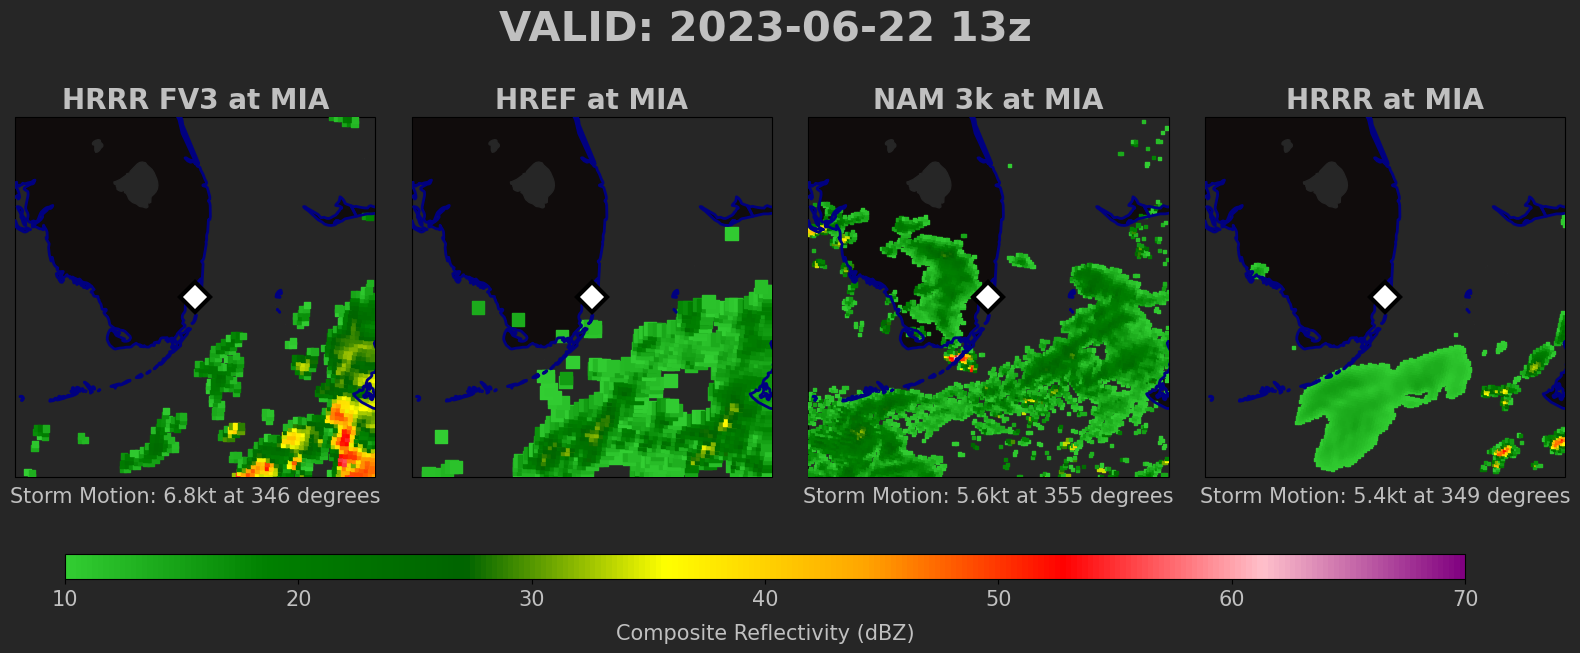 VALID: 2023-06-22 13z
HRRR FV3 at MIA
HREF at MIA
NAM 3k at MIA
HRRR at MIA
Storm Motion: 6.8kt at 346 degrees
Storm Motion: 5.6kt at 355 degrees
Storm Motion: 5.4kt at 349 degrees
10 20 30 40 50 60 70
Composite Reflectivity (dBZ)